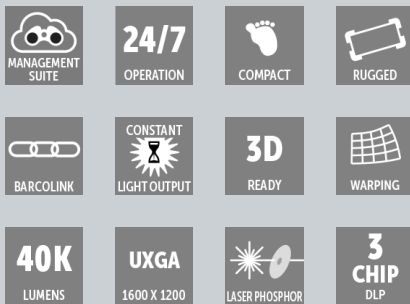 MANAGEMENT
SUITE
24/7
OPERATION
COMPACT
RUGGED
BARCOLINK
CONSTANT
LIGHT OUTPUT
3D
READY
WARPING
40K
LUMENS
UXGA
1600 X 1200
LASER PHOSPHOR
3
CHIP
DLP